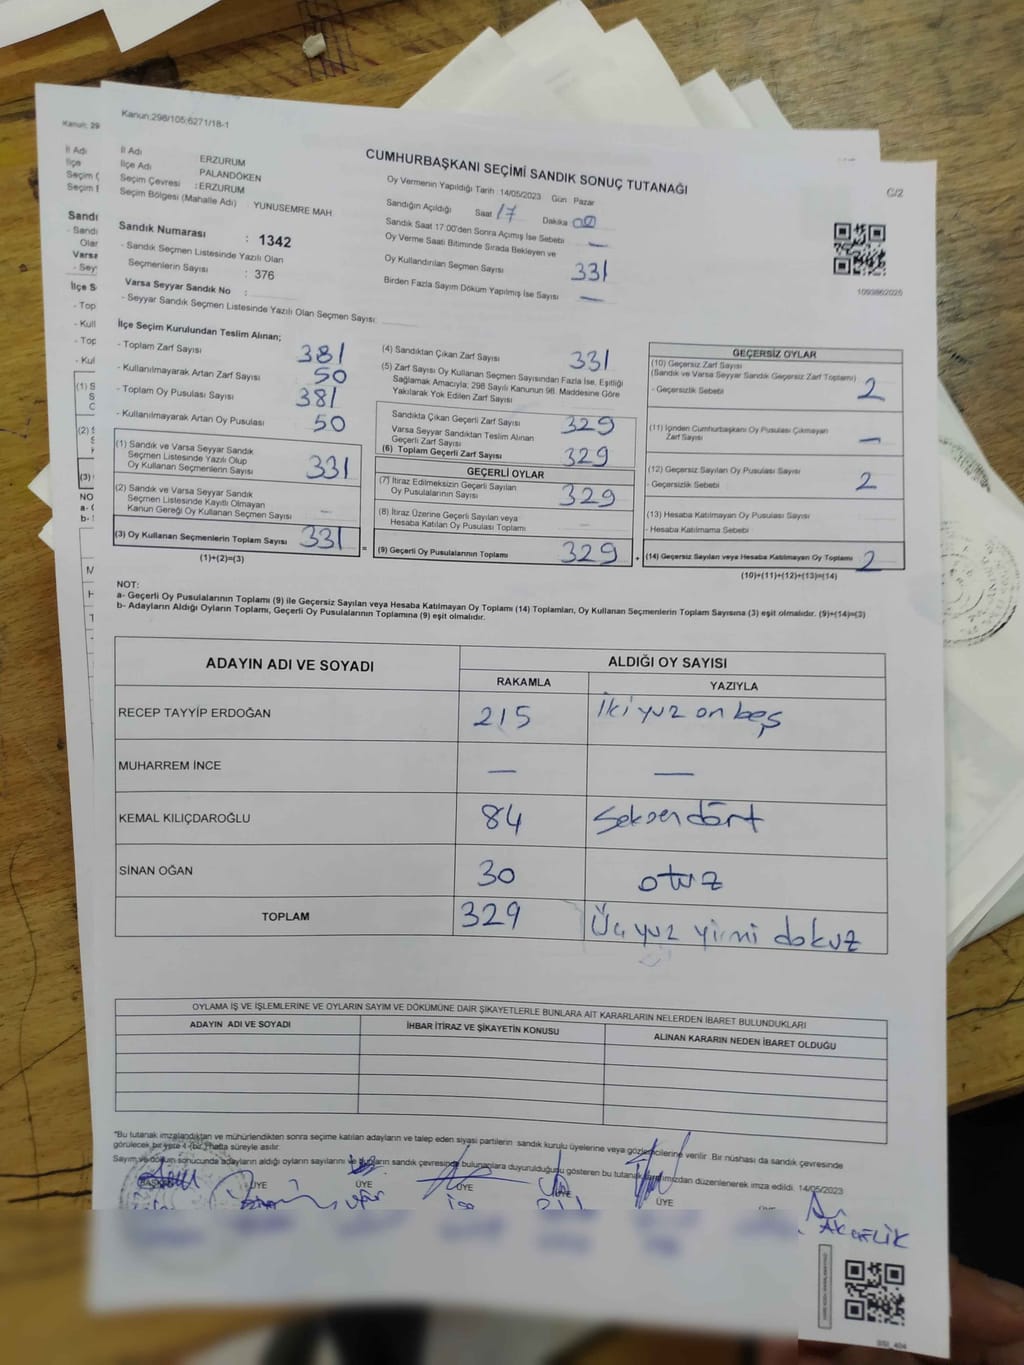 Kanun;298/105;6271/18-1
CUMHURBAŞKANI SEÇİMİ SANDIK SONUÇ TUTANAĞI
C/2
İl Adı ERZURUM
İlçe Adı PALANDÖKEN
Seçim Çevresi : ERZURUM
Seçim Bölgesi (Mahalle Adı) : YUNUSEMRE MAH.
Sandık Numarası : 1342
- Sandık Seçmen Listesinde Yazılı Olan
Seçmenlerin Sayısı : 376
Varsa Seyyar Sandık No :
- Seyyar Sandık Seçmen Listesinde Yazılı Olan Seçmen Sayısı:
Oy Vermenin Yapıldığı Tarih : 14/05/2023 Gün : Pazar
Sandığın Açıldığı Saat 17 Dakika 00
Sandık Saat 17:00'den Sonra Açımış İse Sebebi —
Oy Verme Saati Bitiminde Sırada Bekleyen ve
Oy Kullandırılan Seçmen Sayısı 331
Birden Fazla Sayım Döküm Yapılmış İse Sayısı —
1093862025
İlçe Seçim Kurulundan Teslim Alınan;
- Toplam Zarf Sayısı 381
- Kullanılmayarak Artan Zarf Sayısı 50
- Toplam Oy Pusulası Sayısı 381
- Kullanılmayarak Artan Oy Pusulası 50
(1) Sandık ve Varsa Seyyar Sandık
Seçmen Listesinde Yazılı Olup
Oy Kullanan Seçmenlerin Sayısı 331
(2) Sandık ve Varsa Seyyar Sandık
Seçmen Listesinde Kayıtlı Olmayan
Kanun Gereği Oy Kullanan Seçmen Sayısı —
(3) Oy Kullanan Seçmenlerin Toplam Sayısı 331
(1)+(2)=(3)
(4) Sandıktan Çıkan Zarf Sayısı 331
(5) Zarf Sayısı Oy Kullanan Seçmen Sayısından Fazla İse, Eşitliği
Sağlamak Amacıyla; 298 Sayılı Kanunun 98. Maddesine Göre
Yakılarak Yok Edilen Zarf Sayısı
Sandıkta Çıkan Geçerli Zarf Sayısı 329
Varsa Seyyar Sandıktan Teslim Alınan
Geçerli Zarf Sayısı
(6) Toplam Geçerli Zarf Sayısı 329
GEÇERLİ OYLAR
(7) İtiraz Edilmeksizin Geçerli Sayılan
Oy Pusulalarının Sayısı 329
(8) İtiraz Üzerine Geçerli Sayılan veya
Hesaba Katılan Oy Pusulası Toplamı —
= (9) Geçerli Oy Pusulalarının Toplamı 329
GEÇERSİZ OYLAR
(10) Geçersiz Zarf Sayısı
(Sandık ve Varsa Seyyar Sandık Geçersiz Zarf Toplamı)
- Geçersizlik Sebebi 2
(11) İçinden Cumhurbaşkanı Oy Pusulası Çıkmayan
Zarf Sayısı —
(12) Geçersiz Sayılan Oy Pusulası Sayısı
- Geçersizlik Sebebi 2
(13) Hesaba Katılmayan Oy Pusulası Sayısı
- Hesaba Katılmama Sebebi
+ (14) Geçersiz Sayılan veya Hesaba Katılmayan Oy Toplamı 2
(10)+(11)+(12)+(13)=(14)
NOT:
a- Geçerli Oy Pusulalarının Toplamı (9) ile Geçersiz Sayılan veya Hesaba Katılmayan Oy Toplamı (14) Toplamları, Oy Kullanan Seçmenlerin Toplam Sayısına (3) eşit olmalıdır. (9)+(14)=(3)
b- Adayların Aldığı Oyların Toplamı, Geçerli Oy Pusulalarının Toplamına (9) eşit olmalıdır.
ADAYIN ADI VE SOYADI ALDIĞI OY SAYISI
RAKAMLA YAZIYLA
RECEP TAYYİP ERDOĞAN 215 İki yuz on beş
MUHARREM İNCE — —
KEMAL KILIÇDAROĞLU 84 Seksen dört
SİNAN OĞAN 30 otuz
TOPLAM 329 Üç yuz yirmi dokuz
OYLAMA İŞ VE İŞLEMLERİNE VE OYLARIN SAYIM VE DÖKÜMÜNE DAİR ŞİKAYETLERLE BUNLARA AİT KARARLARIN NELERDEN İBARET BULUNDUKLARI
ADAYIN ADI VE SOYADI İHBAR İTİRAZ VE ŞİKAYETİN KONUSU ALINAN KARARIN NEDEN İBARET OLDUĞU
*Bu tutanak imzalandıktan ve mühürlendikten sonra seçime katılan adayların ve talep eden siyasi partilerin sandık kurulu üyelerine veya gözlemcilerine verilir. Bir nüshası da sandık çevresinde
görülecek bir yere 1 (bir) hafta süreyle asılır.
Sayım ve döküm sonucunda adayların aldığı oyların sayılarını ve bunların sandık çevresinde bulunanlara duyurulduğunu gösteren bu tutanak tarafımızdan düzenlenerek imza edildi. 14/05/2023
BAŞKAN ÜYE ÜYE ÜYE ÜYE ÜYE
AKÇELİK